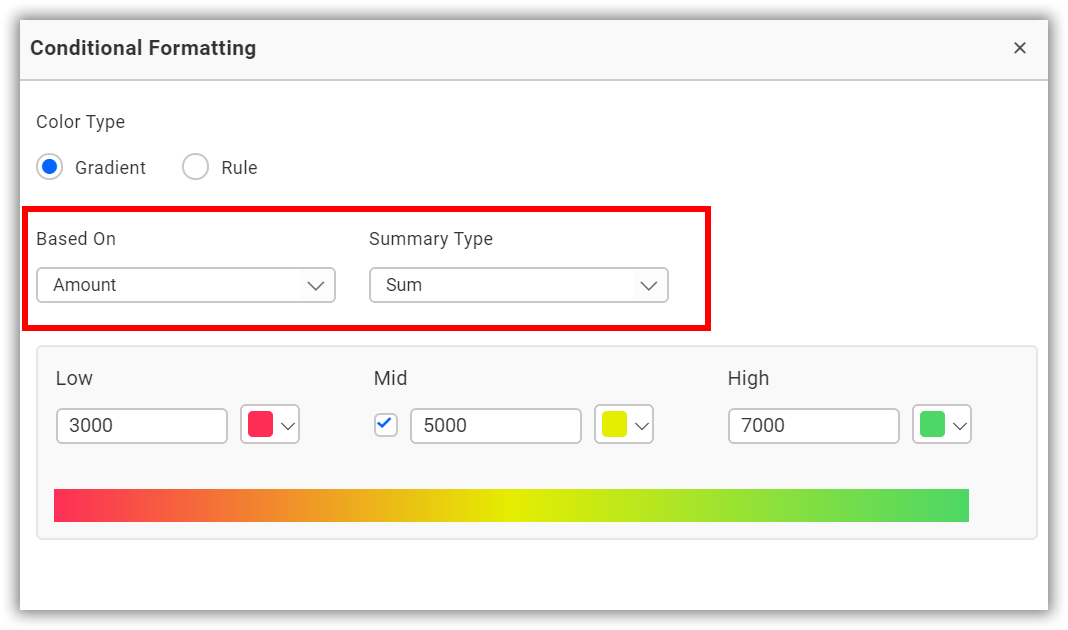 Conditional Formatting
Color Type
Gradient Rule
Based On Summary Type
Amount Sum
Low Mid High
3000 5000 7000